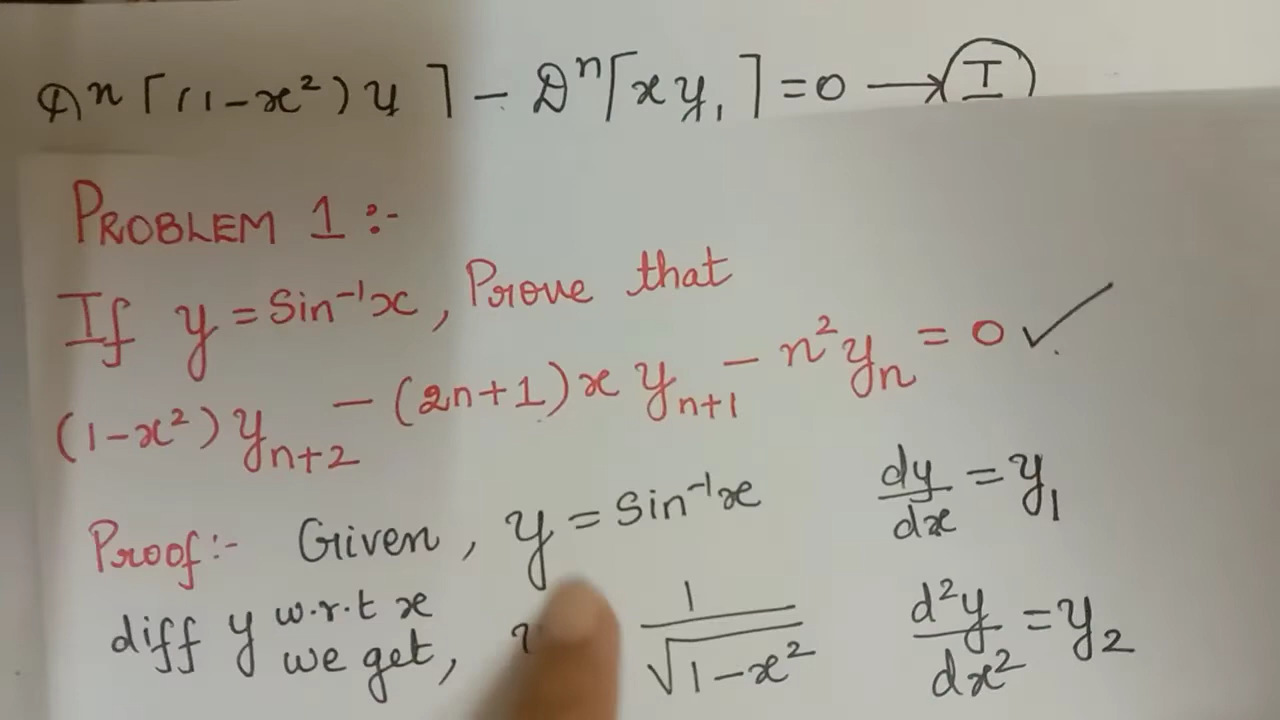 Dⁿ[(1-x²)y ] - Dⁿ[xy₁] = 0 → I
PROBLEM 1 :-
If y = Sin⁻¹x, Prove that
(1-x²)yₙ₊₂ - (2n+1)x yₙ₊₁ - n²yₙ = 0 ✓
Proof:- Given, y = Sin⁻¹x
dy/dx = y₁
diff y w.r.t x
we get, 1/√1-x²
d²y/dx² = y₂